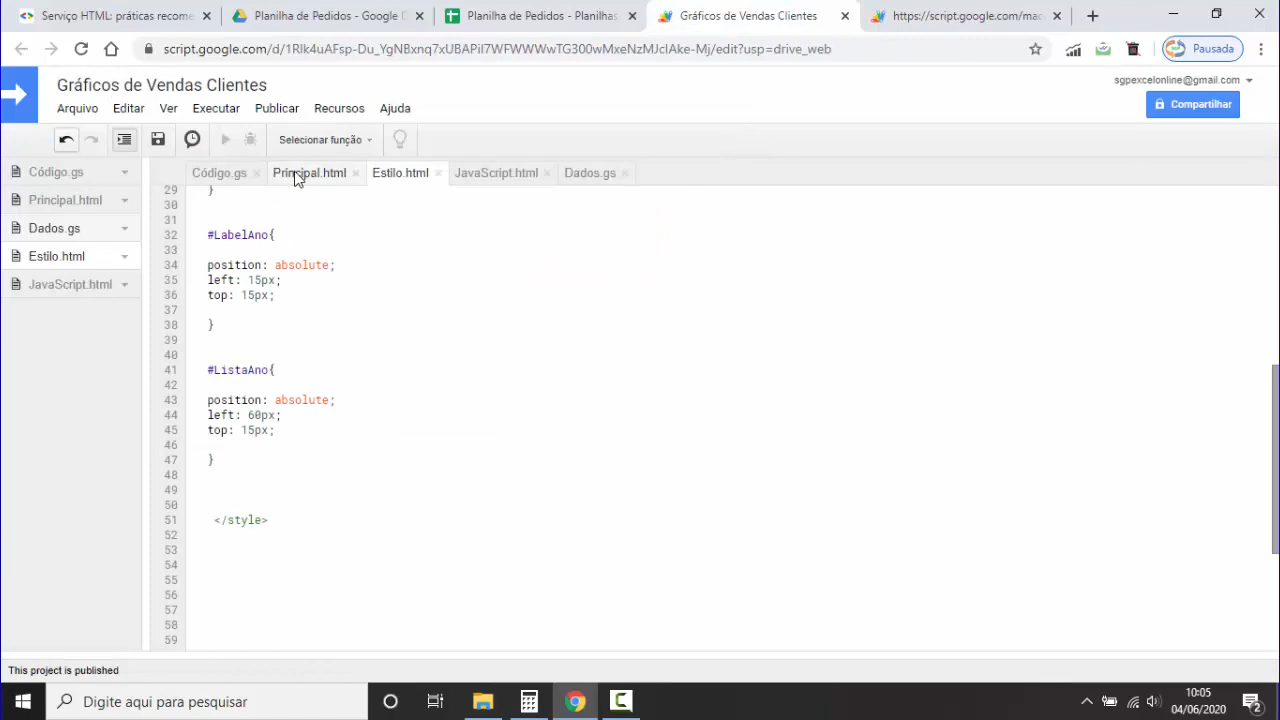 Serviço HTML: práticas recom
Planilha de Pedidos - Google D
Planilha de Pedidos - Planilhas
Gráficos de Vendas Clientes
https://script.google.com/mac
script.google.com/d/1Rlk4uAFsp-Du_YgNBxnq7xUBAPil7WFWWWwTG300wMxeNzMJclAke-Mj/edit?usp=drive_web
Pausada
Gráficos de Vendas Clientes
sgpexcelonline@gmail.com
Arquivo Editar Ver Executar Publicar Recursos Ajuda
Compartilhar
Selecionar função
Código.gs
Principal.html
Dados.gs
Estilo.html
JavaScript.html
Código.gs Principal.html Estilo.html JavaScript.html Dados.gs
29 }
30
31
32 #LabelAno{
33
34 position: absolute;
35 left: 15px;
36 top: 15px;
37
38 }
39
40
41 #ListaAno{
42
43 position: absolute;
44 left: 60px;
45 top: 15px;
46
47 }
48
49
50
51 </style>
52
53
54
55
56
57
58
59
This project is published
Digite aqui para pesquisar
10:05
04/06/2020
2